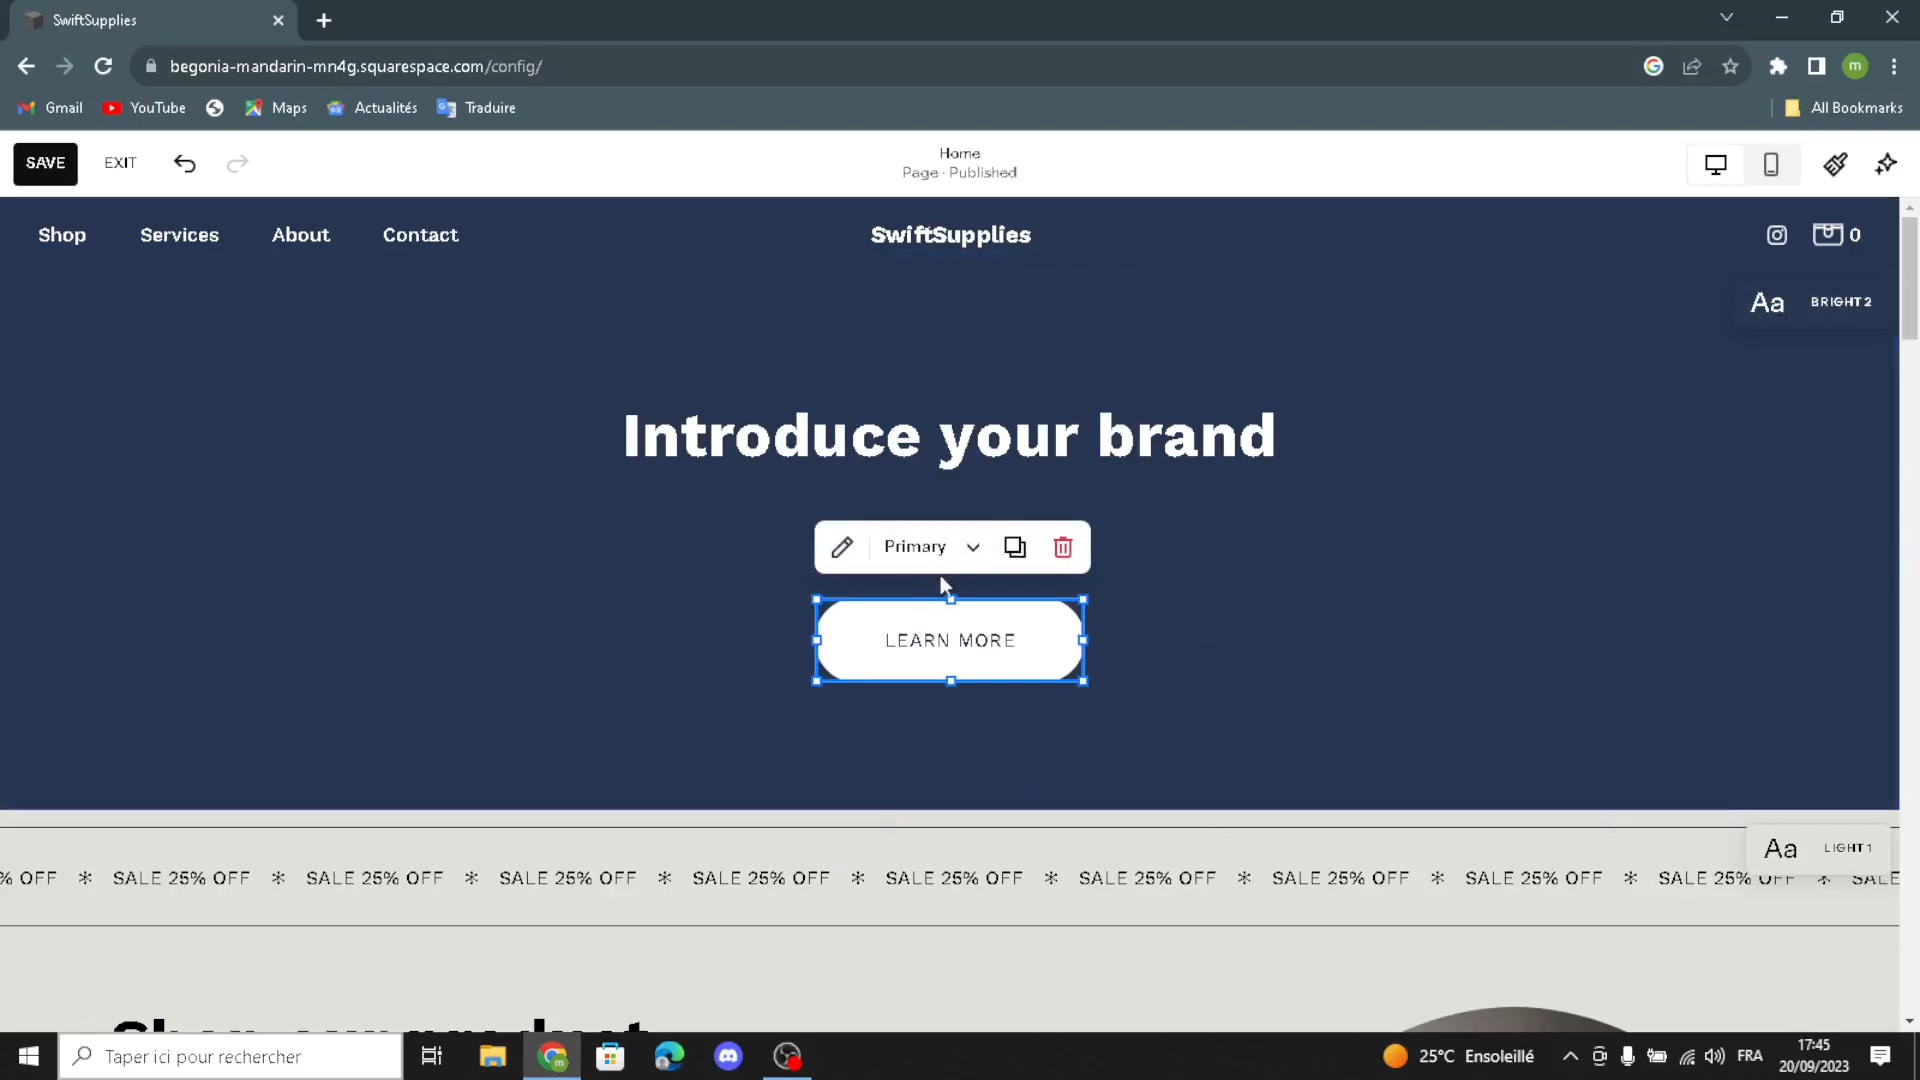 SwiftSupplies
begonia-mandarin-mn4g.squarespace.com/config/
m
Gmail YouTube Maps Actualités Traduire All Bookmarks
SAVE EXIT
Home
Page · Published
Shop Services About Contact SwiftSupplies 0
Aa BRIGHT 2
Introduce your brand
Primary
LEARN MORE
Aa LIGHT 1
% OFF * SALE 25% OFF * SALE 25% OFF * SALE 25% OFF * SALE 25% OFF * SALE 25% OFF * SALE 25% OFF * SALE 25% OFF * SALE 25% OFF * SALE 25% OFF * SALE
Shop our product
Taper ici pour rechercher
25°C Ensoleillé
FRA
17:45
20/09/2023